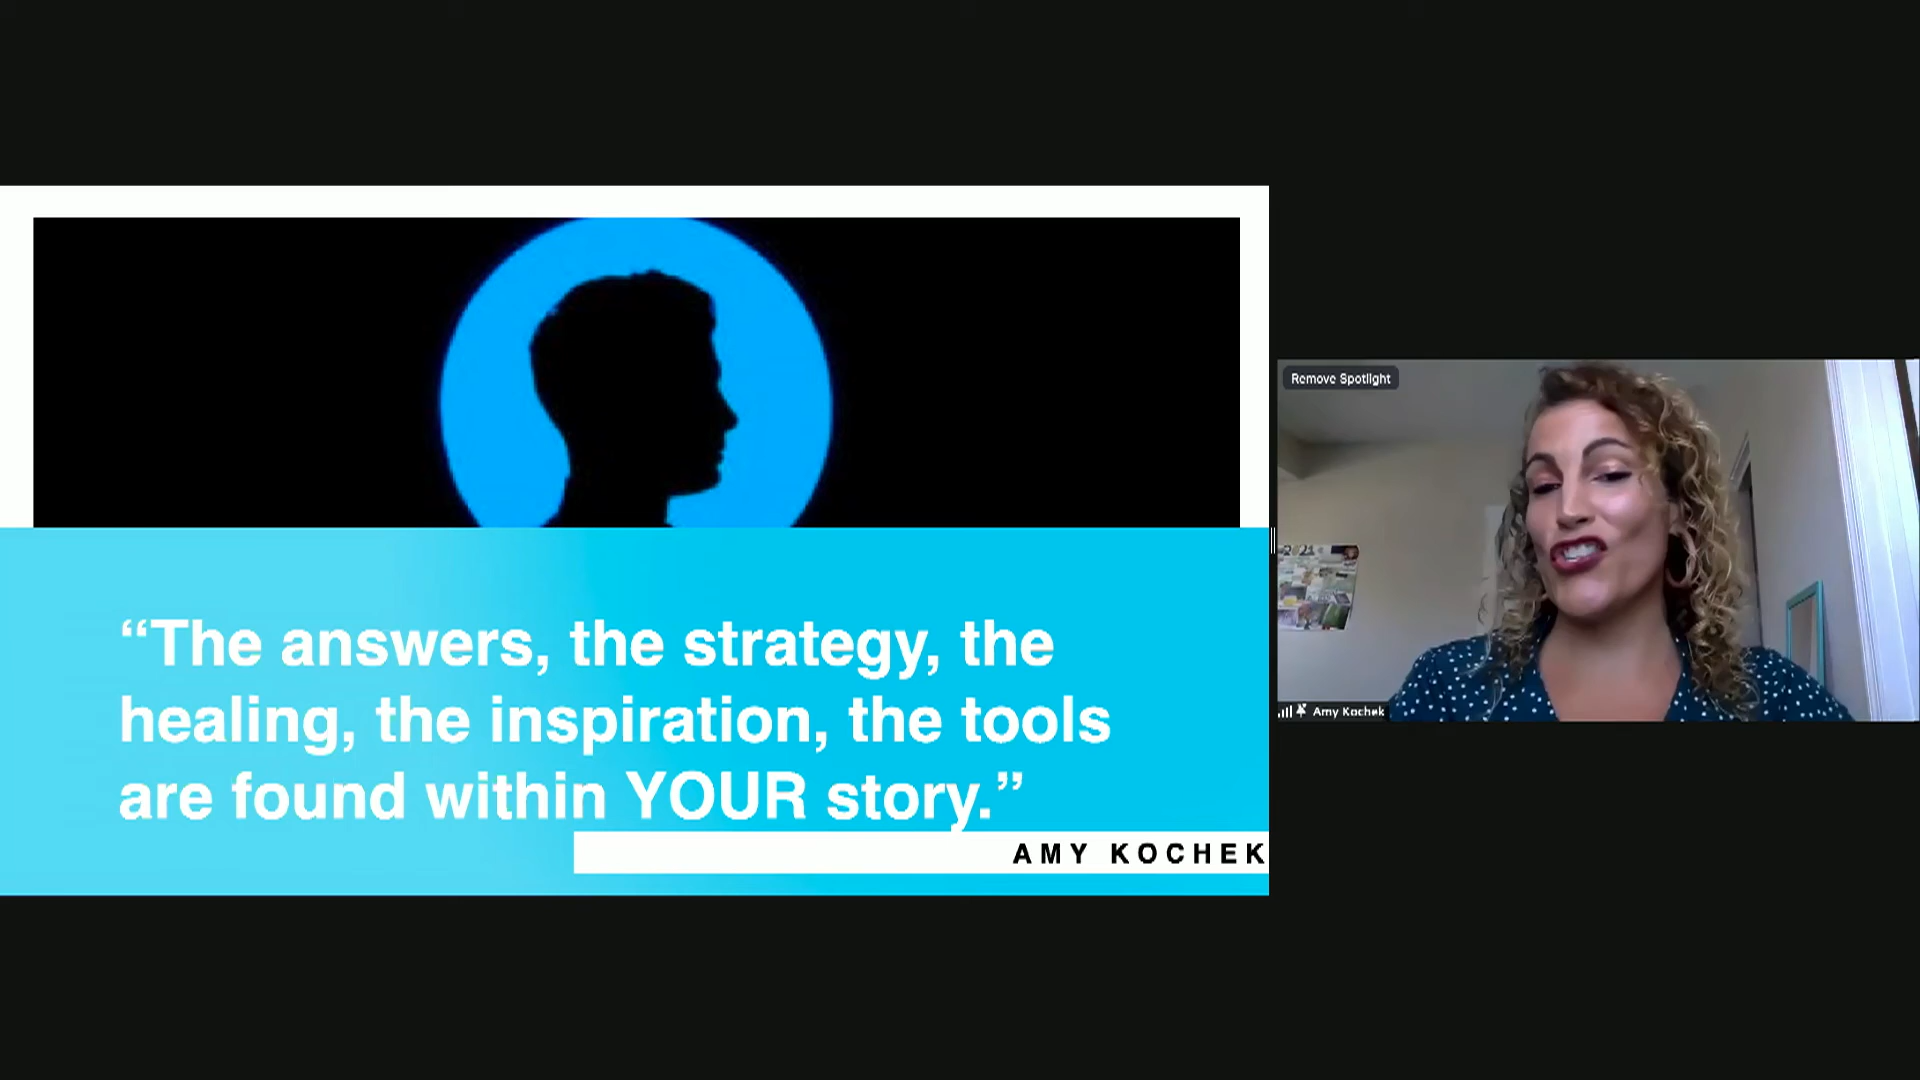 “The answers, the strategy, the
healing, the inspiration, the tools
are found within YOUR story.”
AMY KOCHEK
Remove Spotlight
2021
Amy Kochek